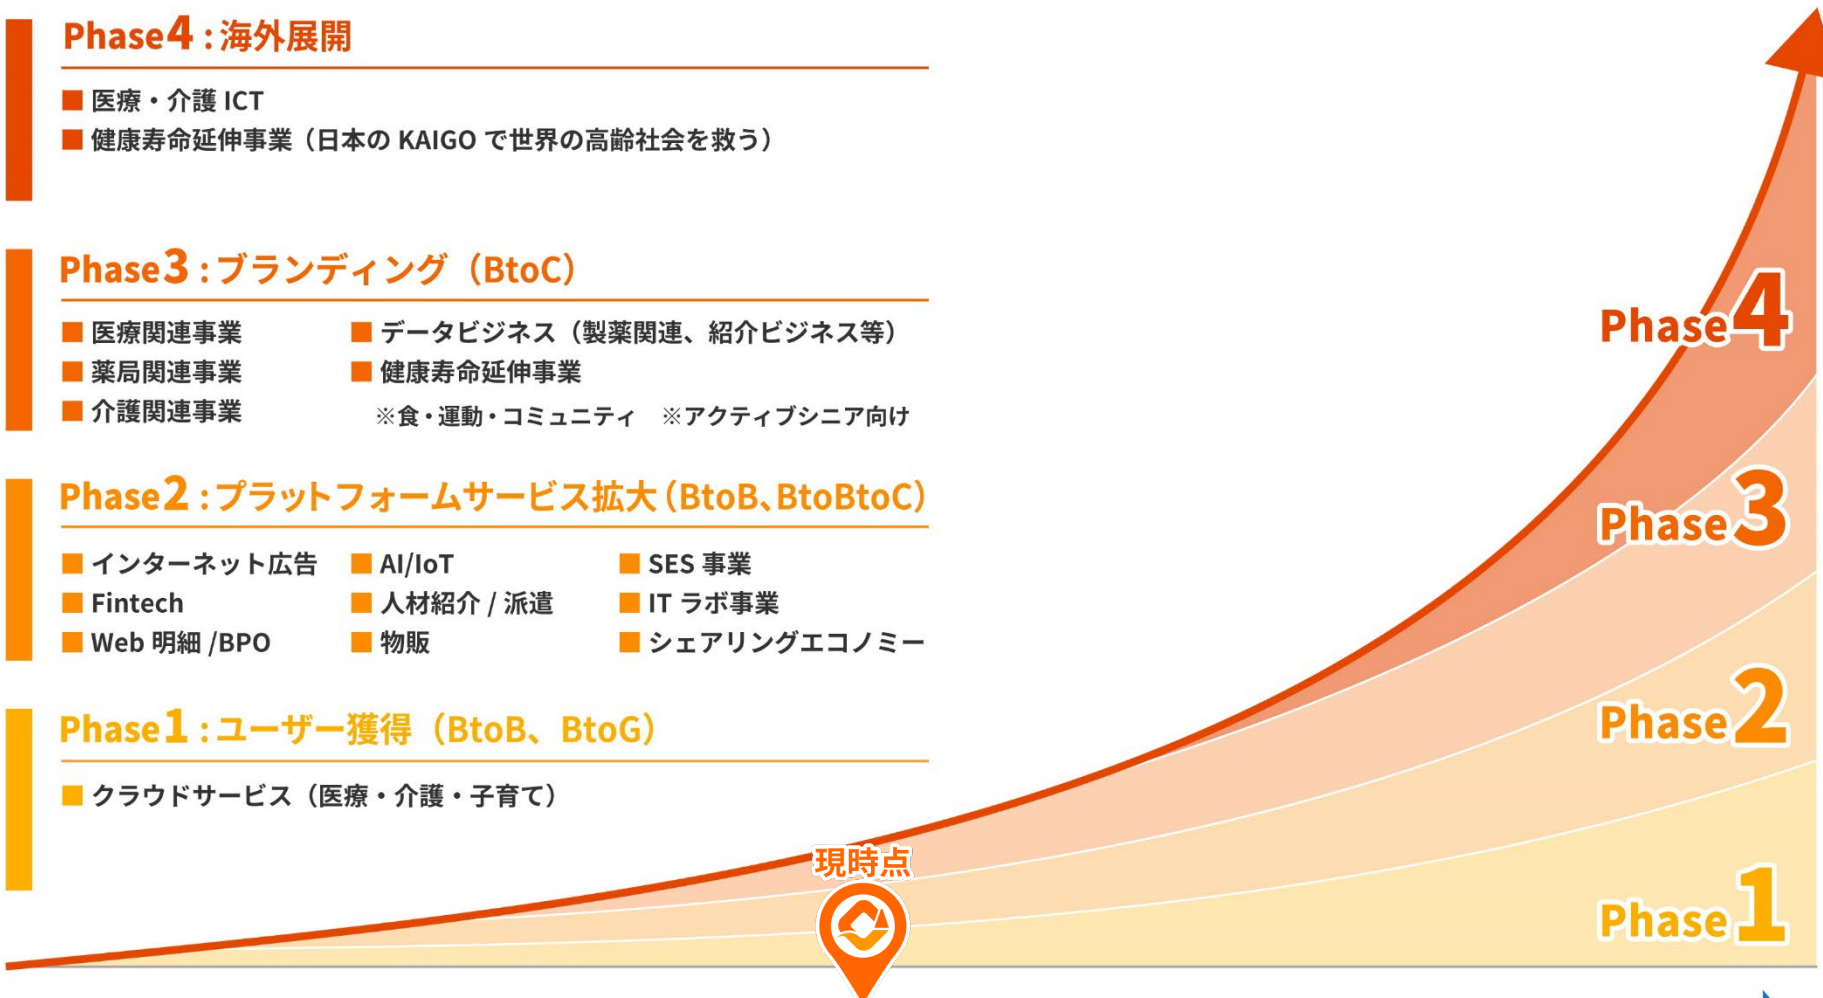 Phase4：海外展開
■ 医療・介護 ICT
■ 健康寿命延伸事業（日本の KAIGO で世界の高齢社会を救う）
Phase3：ブランディング（BtoC）
■ 医療関連事業
■ 薬局関連事業
■ 介護関連事業
■ データビジネス（製薬関連、紹介ビジネス等）
■ 健康寿命延伸事業
※食・運動・コミュニティ　※アクティブシニア向け
Phase2：プラットフォームサービス拡大（BtoB、BtoBtoC）
■ インターネット広告
■ Fintech
■ Web 明細 /BPO
■ AI/IoT
■ 人材紹介 / 派遣
■ 物販
■ SES 事業
■ IT ラボ事業
■ シェアリングエコノミー
Phase1：ユーザー獲得（BtoB、BtoG）
■ クラウドサービス（医療・介護・子育て）
現時点
Phase4
Phase3
Phase2
Phase1